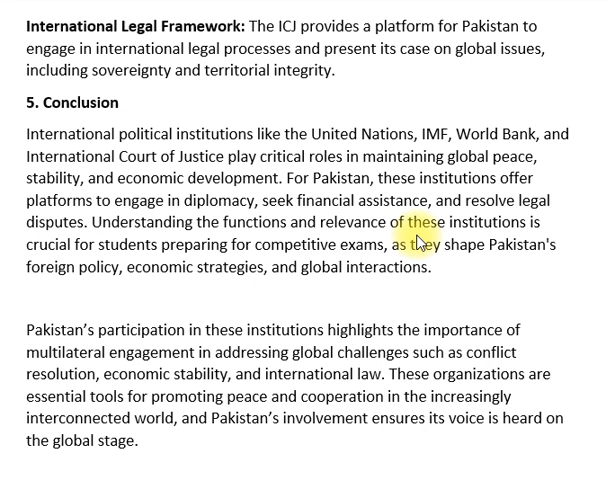 International Legal Framework: The ICJ provides a platform for Pakistan to
engage in international legal processes and present its case on global issues,
including sovereignty and territorial integrity.
5. Conclusion
International political institutions like the United Nations, IMF, World Bank, and
International Court of Justice play critical roles in maintaining global peace,
stability, and economic development. For Pakistan, these institutions offer
platforms to engage in diplomacy, seek financial assistance, and resolve legal
disputes. Understanding the functions and relevance of these institutions is
crucial for students preparing for competitive exams, as they shape Pakistan's
foreign policy, economic strategies, and global interactions.
Pakistan’s participation in these institutions highlights the importance of
multilateral engagement in addressing global challenges such as conflict
resolution, economic stability, and international law. These organizations are
essential tools for promoting peace and cooperation in the increasingly
interconnected world, and Pakistan’s involvement ensures its voice is heard on
the global stage.